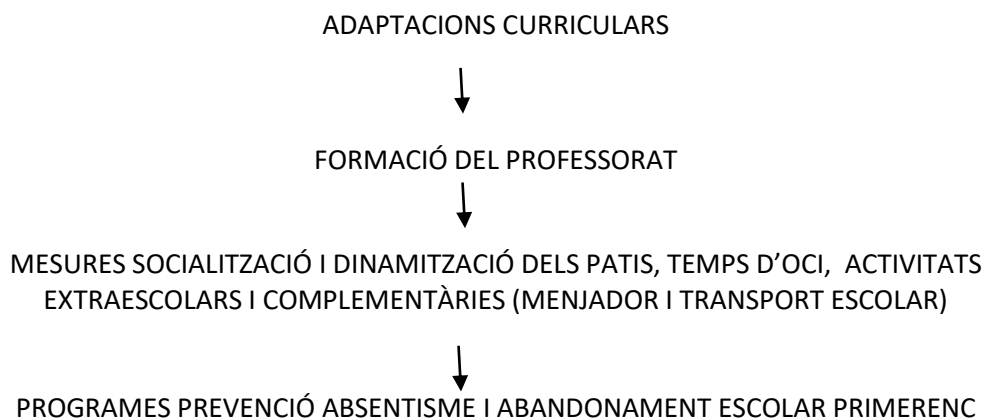 ADAPTACIONS CURRICULARS
FORMACIÓ DEL PROFESSORAT
MESURES SOCIALITZACIÓ I DINAMITZACIÓ DELS PATIS, TEMPS D’OCI, ACTIVITATS
EXTRAESCOLARS I COMPLEMENTÀRIES (MENJADOR I TRANSPORT ESCOLAR)
PROGRAMES PREVENCIÓ ABSENTISME I ABANDONAMENT ESCOLAR PRIMERENC